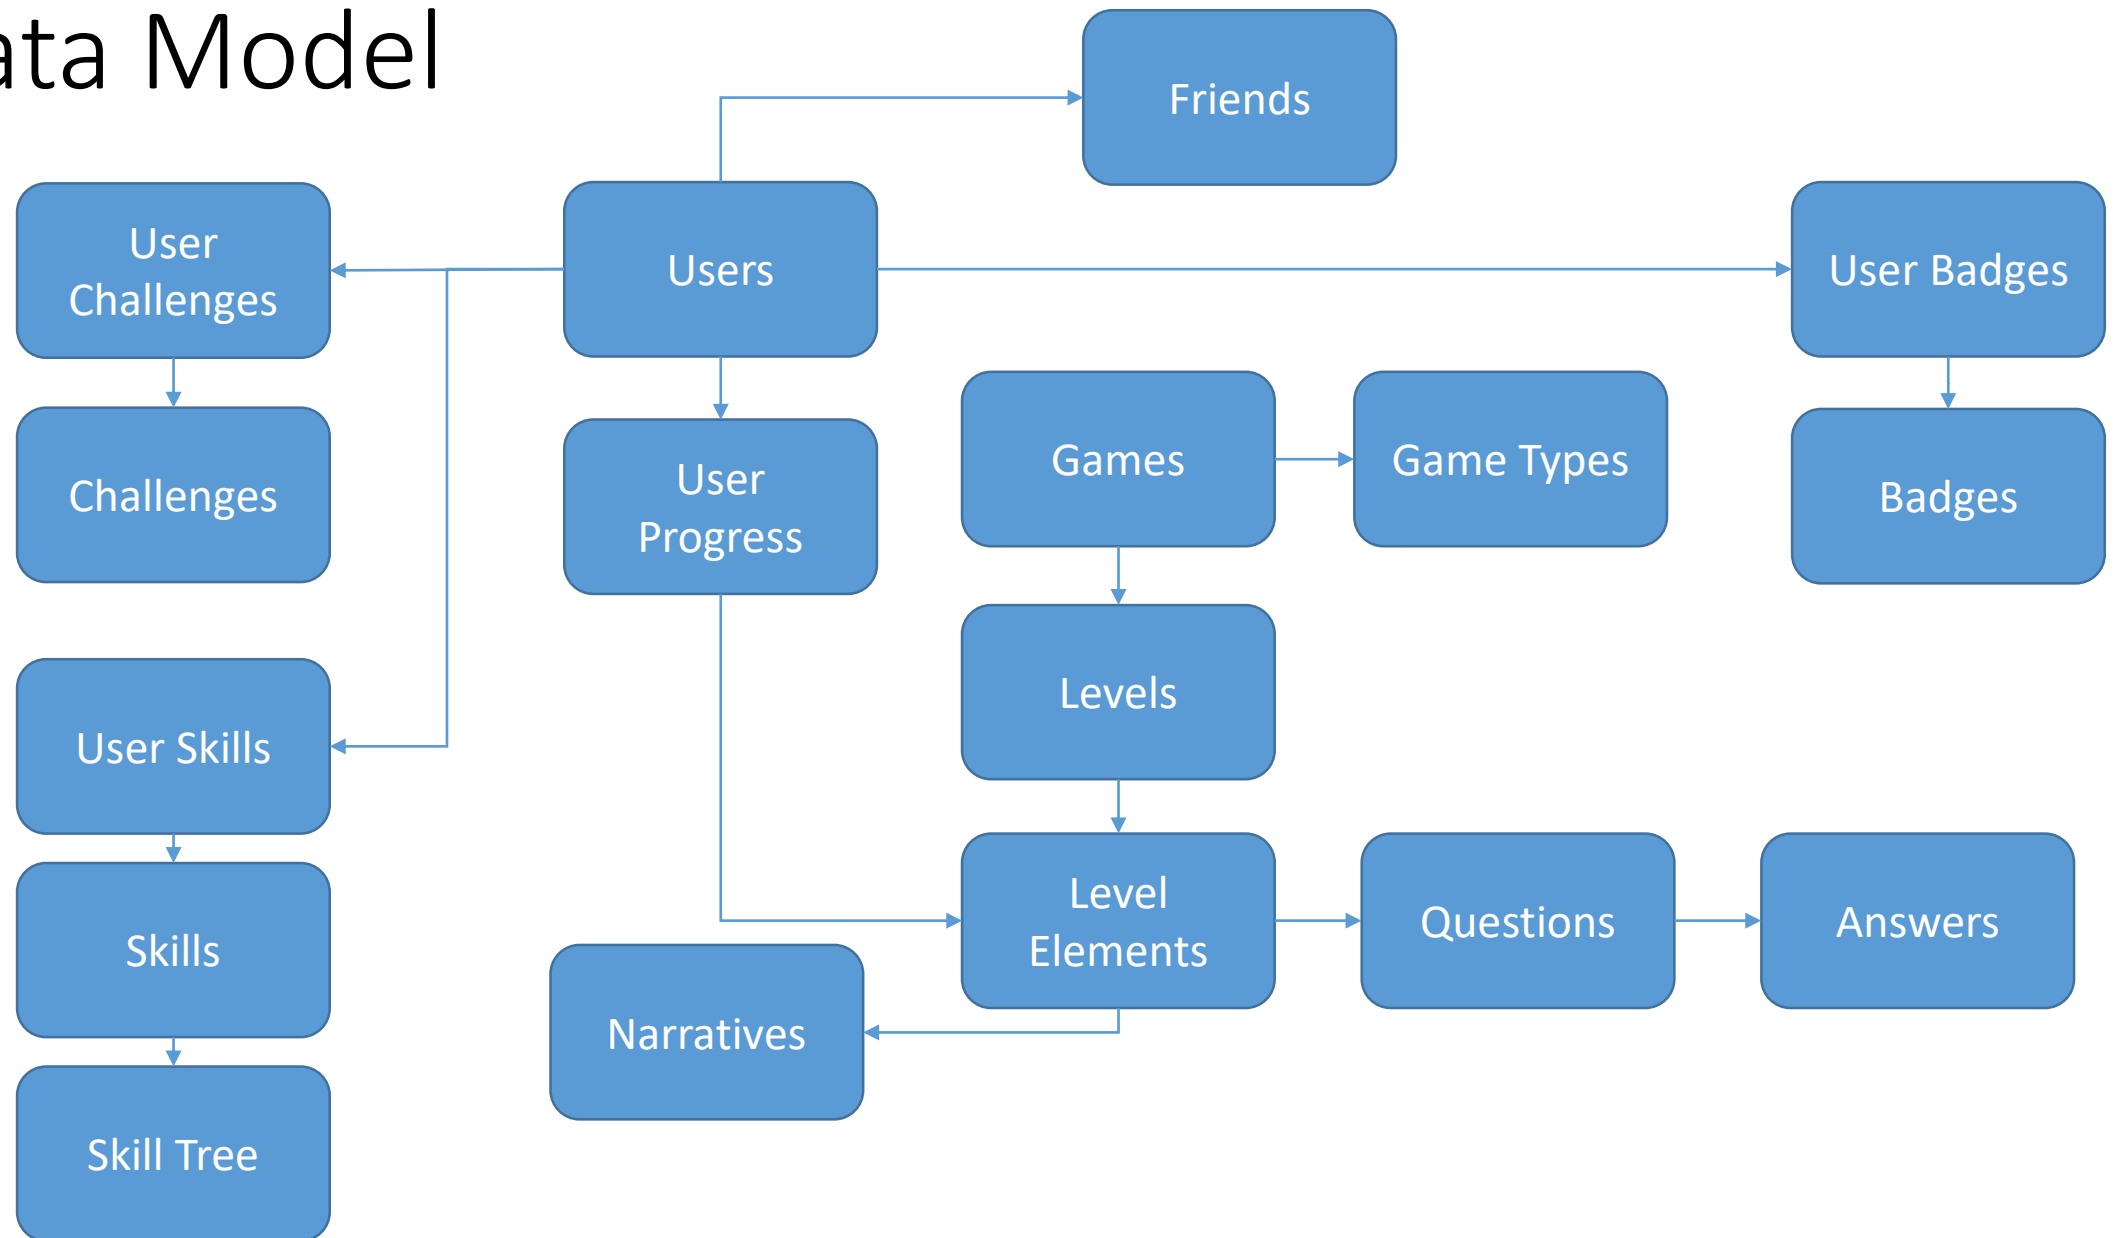 ata Model
Friends
User
Challenges
Users
User Badges
Challenges
User
Progress
Games
Game Types
Badges
Levels
User Skills
Level
Elements
Questions
Answers
Skills
Narratives
Skill Tree